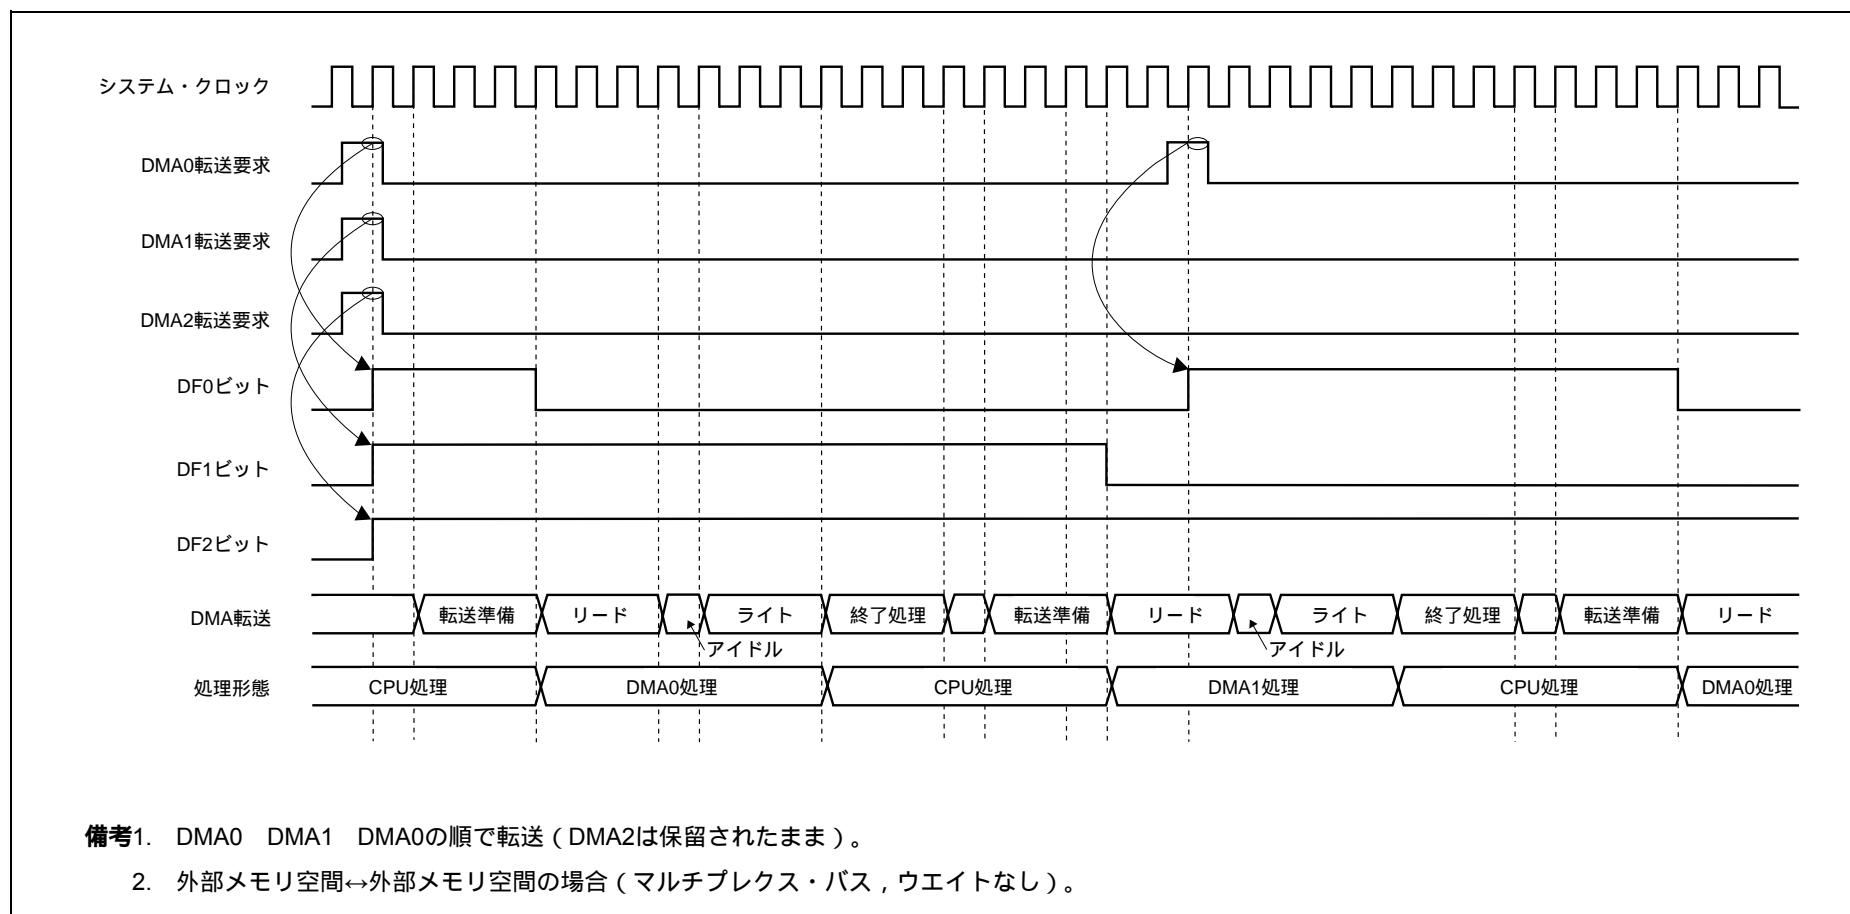 システム・クロック
DMA0転送要求
DMA1転送要求
DMA2転送要求
DF0ビット
DF1ビット
DF2ビット
DMA転送
転送準備 リード ライト 終了処理 転送準備 リード ライト 終了処理 転送準備 リード
アイドル アイドル
処理形態
CPU処理 DMA0処理 CPU処理 DMA1処理 CPU処理 DMA0処理
備考1. DMA0 DMA1 DMA0の順で転送（DMA2は保留されたまま）。
2. 外部メモリ空間↔外部メモリ空間の場合（マルチプレクス・バス，ウエイトなし）。